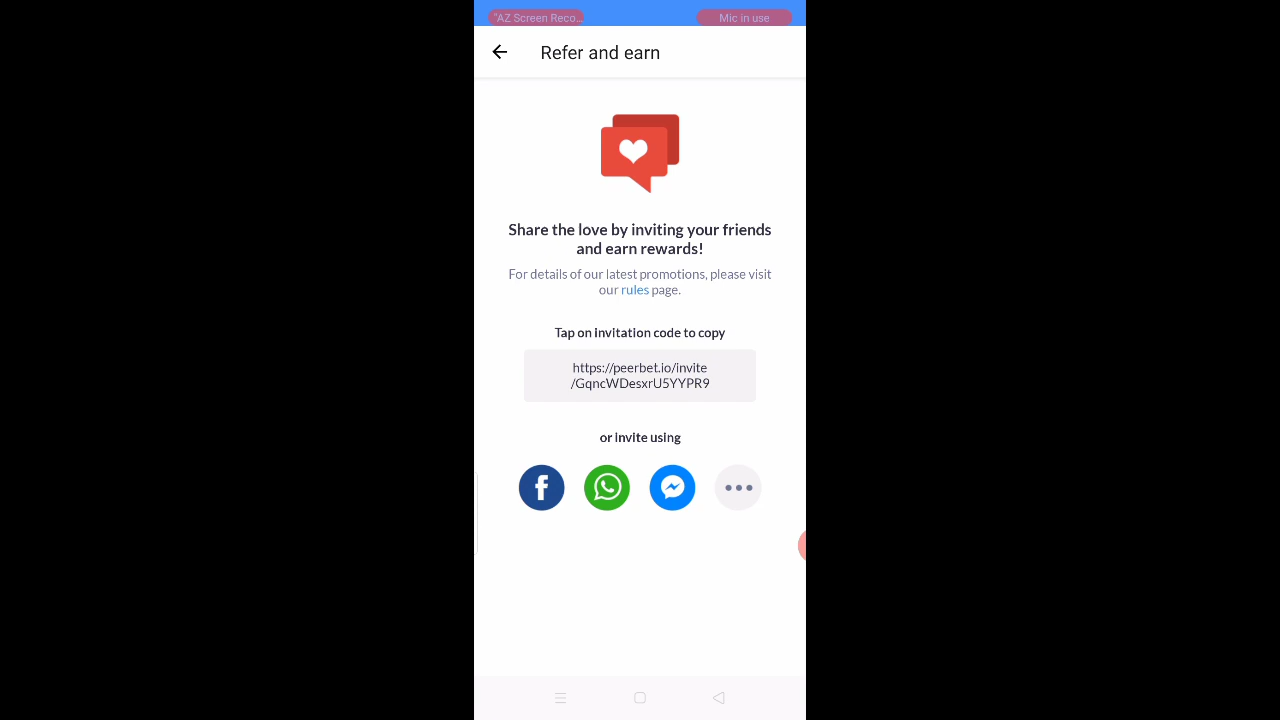 "AZ Screen Reco... Mic in use
Refer and earn
Share the love by inviting your friends
and earn rewards!
For details of our latest promotions, please visit
our rules page.
Tap on invitation code to copy
https://peerbet.io/invite
/GqncWDesxrU5YYPR9
or invite using